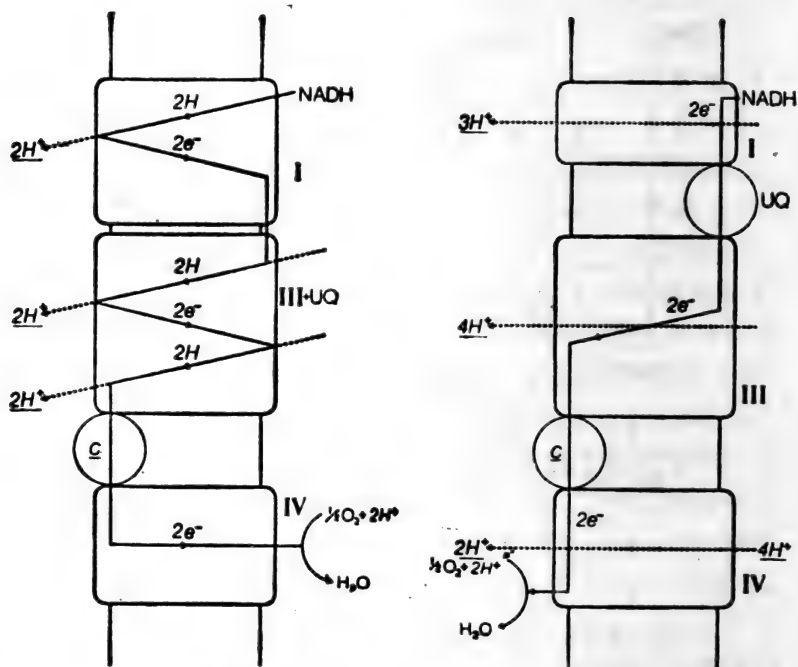 NADH
2H
2H⁺
2e⁻
I
2H
III+UQ
2H⁺
2e⁻
2H
2H⁺
C
IV
½O₂+2H⁺
2e⁻
H₂O
NADH
2e⁻
3H⁺
I
UQ
2e⁻
4H⁺
III
C
2e⁻
2H⁺
4H⁺
½O₂+2H⁺
IV
H₂O